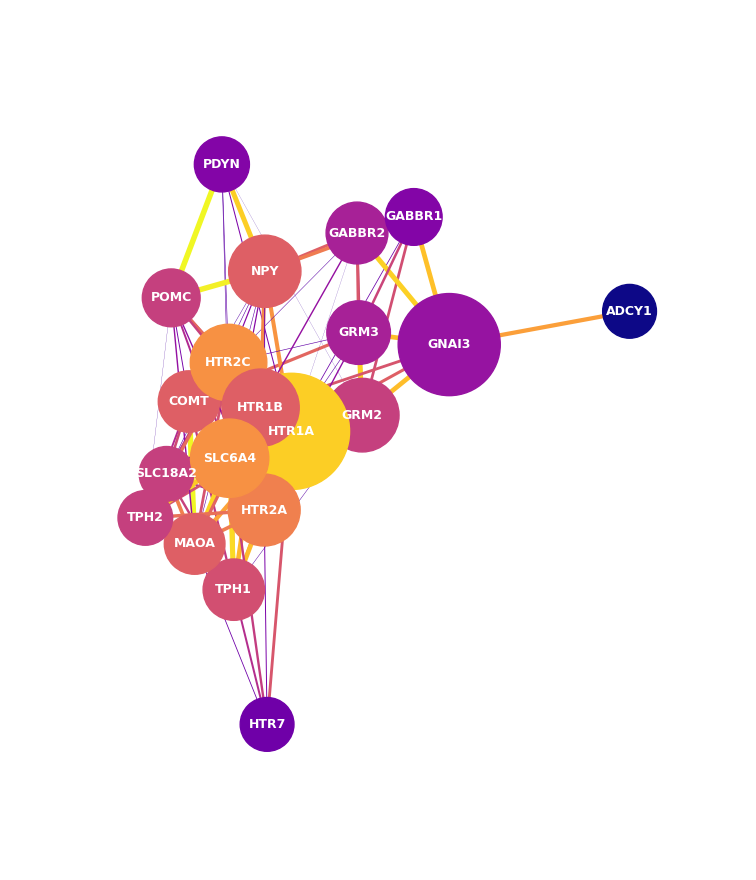 PDYN
GABBR1
GABBR2
NPY
POMC
ADCY1
GRM3
GNAI3
HTR2C
COMT
HTR1B
GRM2
HTR1A
SLC6A4
SLC18A2
HTR2A
TPH2
MAOA
TPH1
HTR7